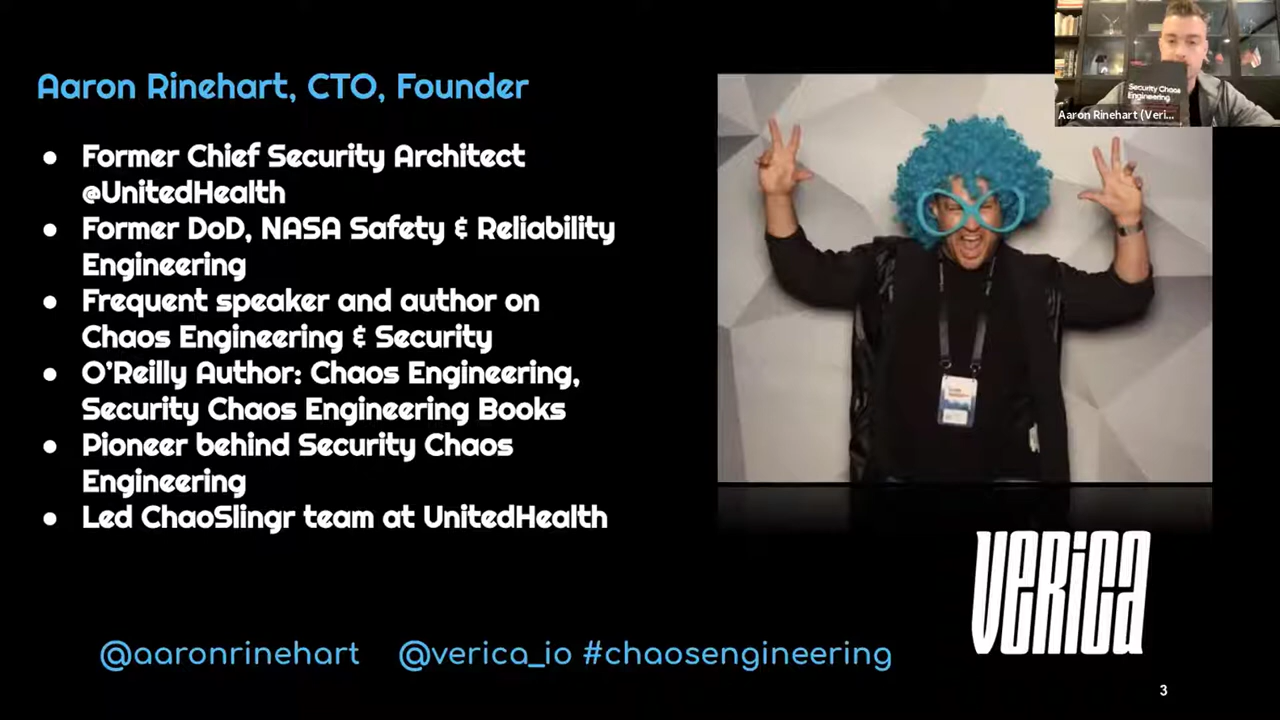 Aaron Rinehart, CTO, Founder
● Former Chief Security Architect
@UnitedHealth
● Former DoD, NASA Safety & Reliability
Engineering
● Frequent speaker and author on
Chaos Engineering & Security
● O'Reilly Author: Chaos Engineering,
Security Chaos Engineering Books
● Pioneer behind Security Chaos
Engineering
● Led ChaoSlingr team at UnitedHealth
Security Chaos
Engineering
Aaron Rinehart (Veri...
VERICA
@aaronrinehart @verica_io #chaosengineering
3